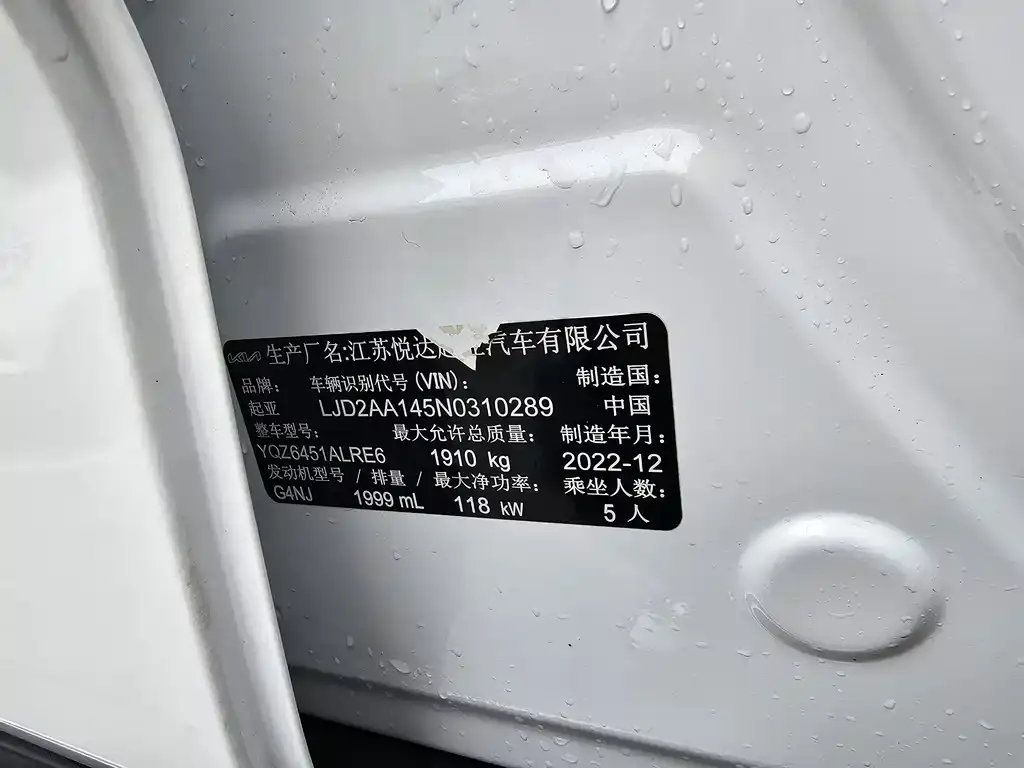 KIA 生产厂名:江苏悦达汽车有限公司
品牌: 车辆识别代号 (VIN): 制造国:
起亚 LJD2AA145N0310289 中国
整车型号: 最大允许总质量: 制造年月:
YQZ6451ALRE6 1910 kg 2022-12
发动机型号 / 排量 / 最大净功率: 乘坐人数:
G4NJ 1999 mL 118 kW 5 人